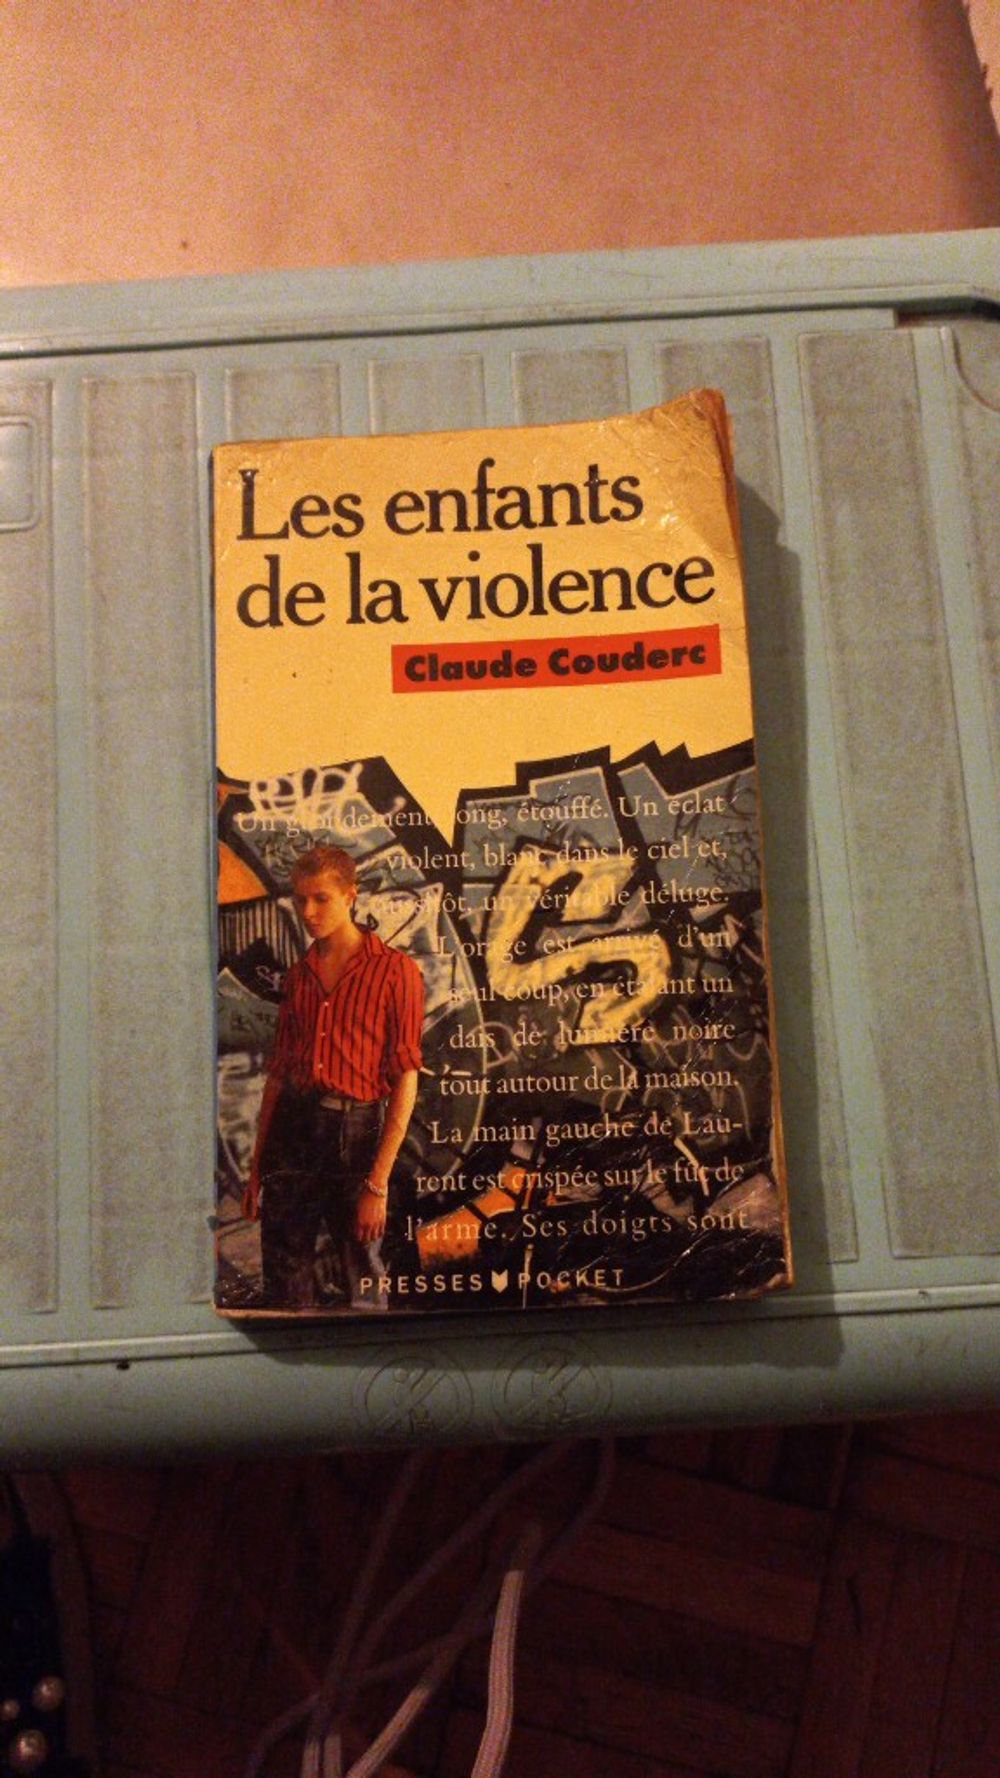 Les enfants
de la violence
Claude Couderc
Un grondement long, étouffé. Un éclat
violent, blanc dans le ciel et,
aussitôt, un véritable déluge.
L'orage est arrivé d'un
seul coup, en étalant un
dais de lumière noire
tout autour de la maison.
La main gauche de Lau-
rent est crispée sur le fût de
l'arme. Ses doigts sont
PRESSES POCKET